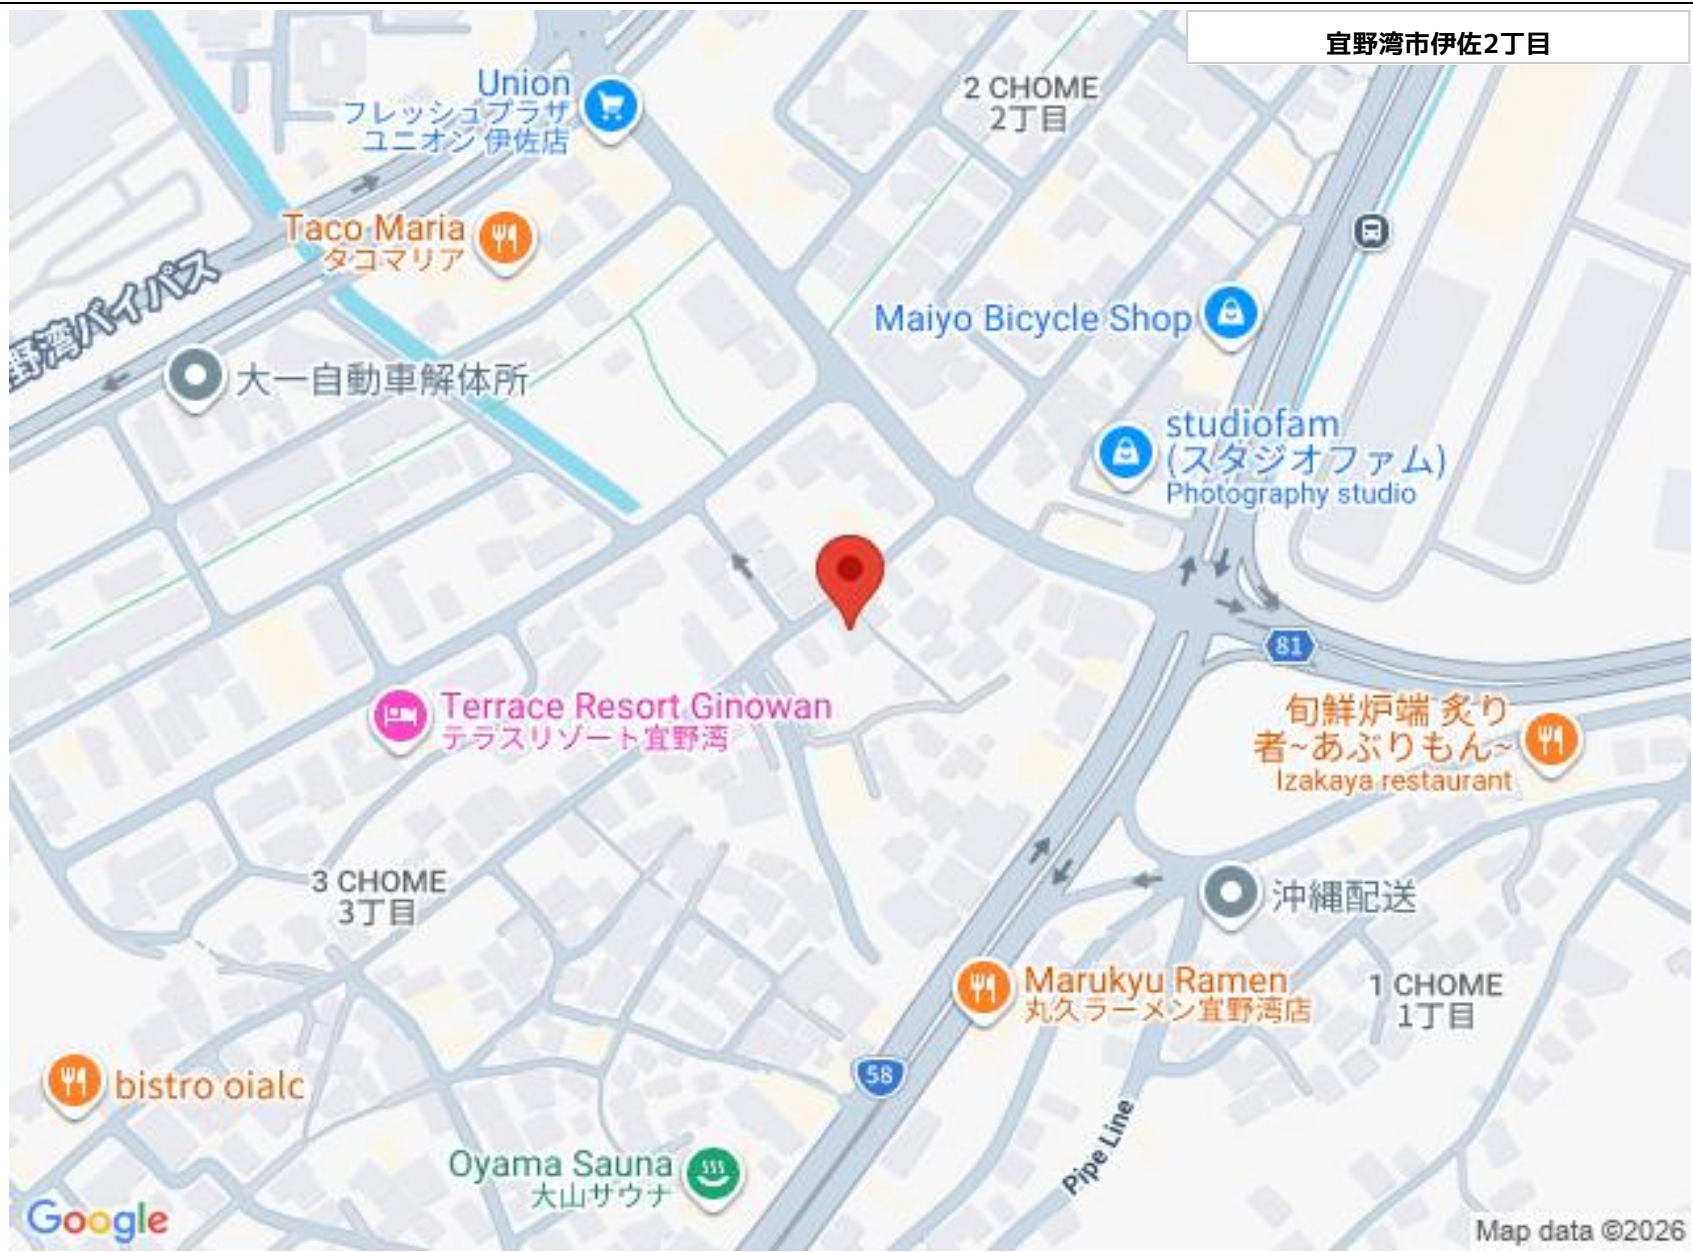 宜野湾市伊佐2丁目
Union
フレッシュプラザ
ユニオン 伊佐店
2 CHOME
2丁目
Taco Maria
タコマリア
野湾バイパス
Maiyo Bicycle Shop
大一自動車解体所
studiofam
(スタジオファム)
Photography studio
81
Terrace Resort Ginowan
テラスリゾート宜野湾
旬鮮炉端 炙り
者~あぶりもん~
Izakaya restaurant
3 CHOME
3丁目
沖縄配送
Marukyu Ramen
丸久ラーメン宜野湾店
1 CHOME
1丁目
58
bistro oialc
Pipe Line
Oyama Sauna
大山サウナ
Google
Map data ©2026